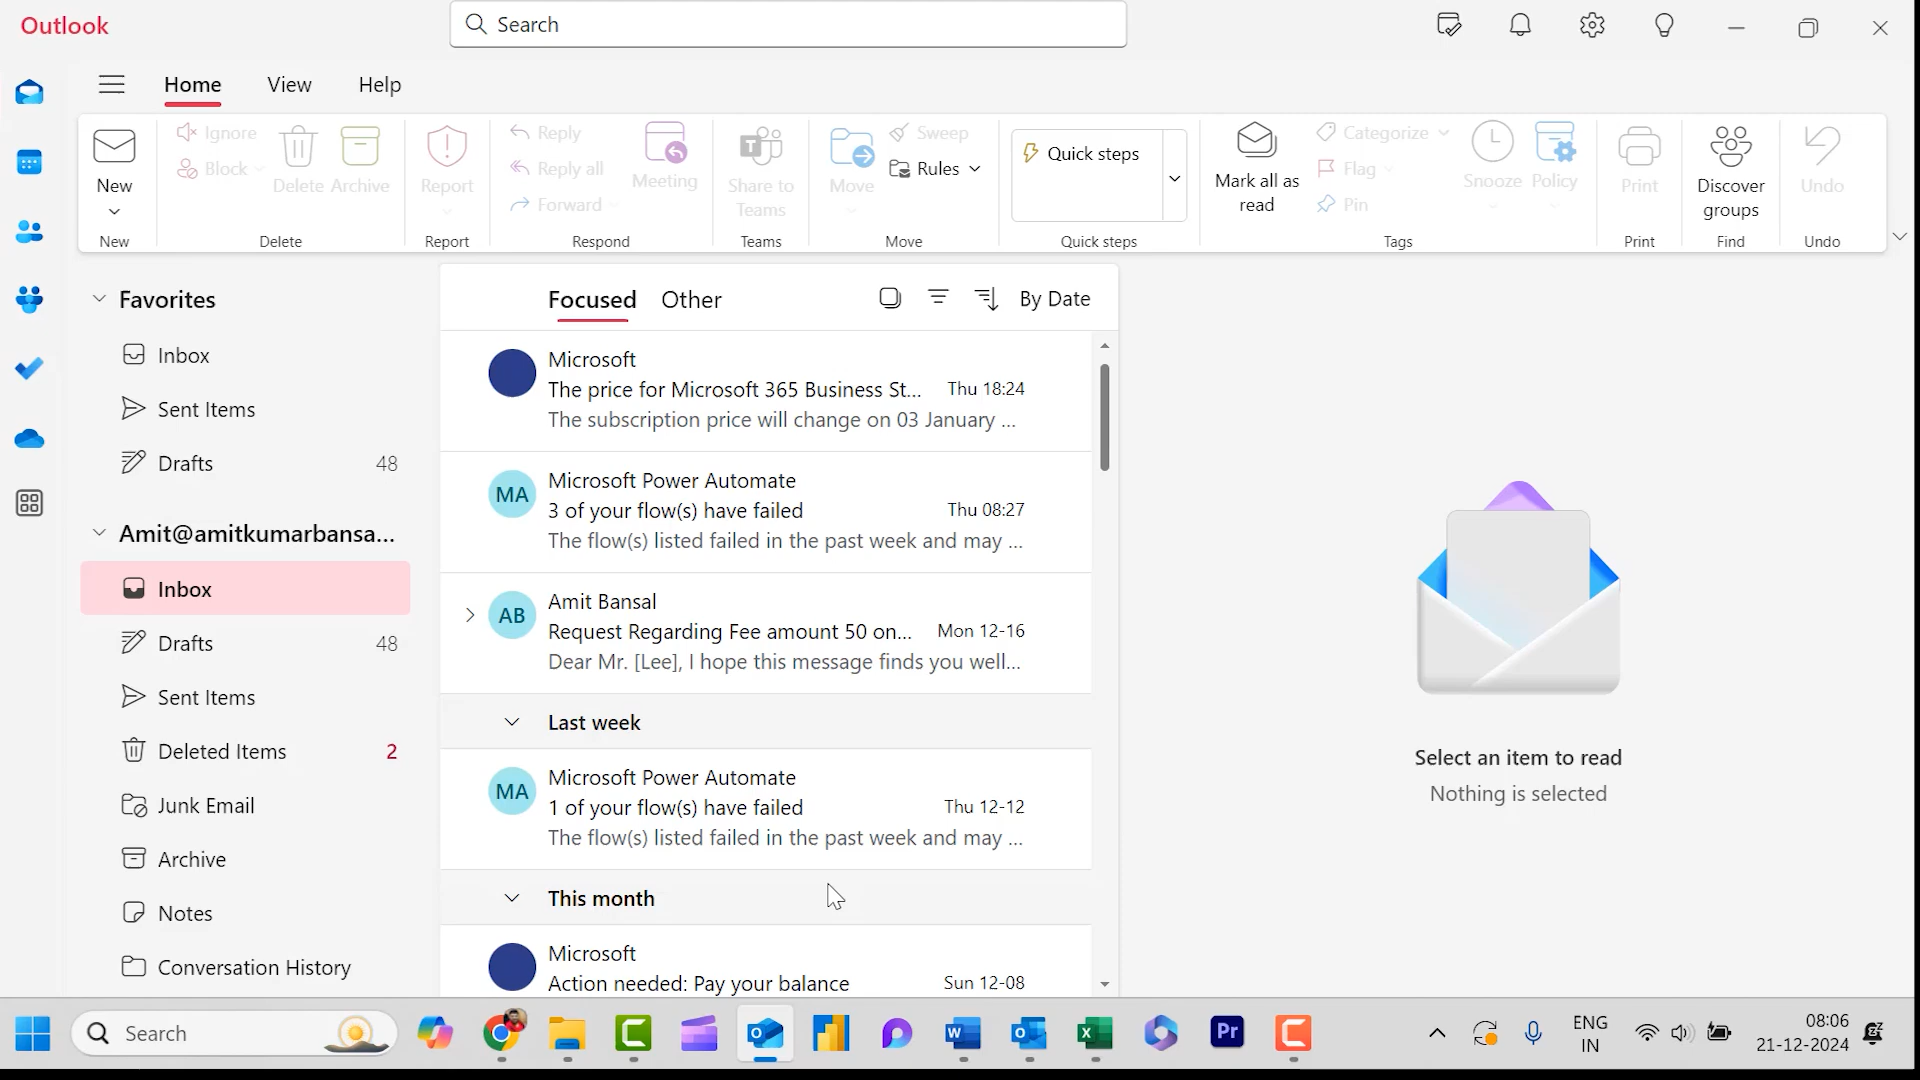 Outlook
Search
Home View Help
New
New
Ignore
Block
Delete
Archive
Delete
Report
Report
Reply
Reply all
Forward
Meeting
Respond
Share to
Teams
Teams
Move
Sweep
Rules
Move
Quick steps
Quick steps
Mark all as
read
Categorize
Flag
Pin
Snooze
Policy
Tags
Print
Print
Discover
groups
Find
Undo
Undo
Favorites
Inbox
Sent Items
Drafts 48
Amit@amitkumarbansa...
Inbox
Drafts 48
Sent Items
Deleted Items 2
Junk Email
Archive
Notes
Conversation History
Focused Other By Date
Microsoft
The price for Microsoft 365 Business St... Thu 18:24
The subscription price will change on 03 January ...
MA
Microsoft Power Automate
3 of your flow(s) have failed Thu 08:27
The flow(s) listed failed in the past week and may ...
AB
Amit Bansal
Request Regarding Fee amount 50 on... Mon 12-16
Dear Mr. [Lee], I hope this message finds you well...
Last week
MA
Microsoft Power Automate
1 of your flow(s) have failed Thu 12-12
The flow(s) listed failed in the past week and may ...
This month
Microsoft
Action needed: Pay your balance Sun 12-08
Select an item to read
Nothing is selected
Search
Pr
ENG
IN
08:06
21-12-2024